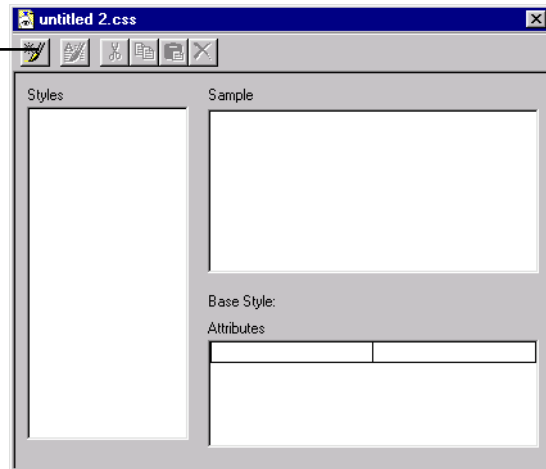 untitled 2.css
Styles
Sample
Base Style:
Attributes